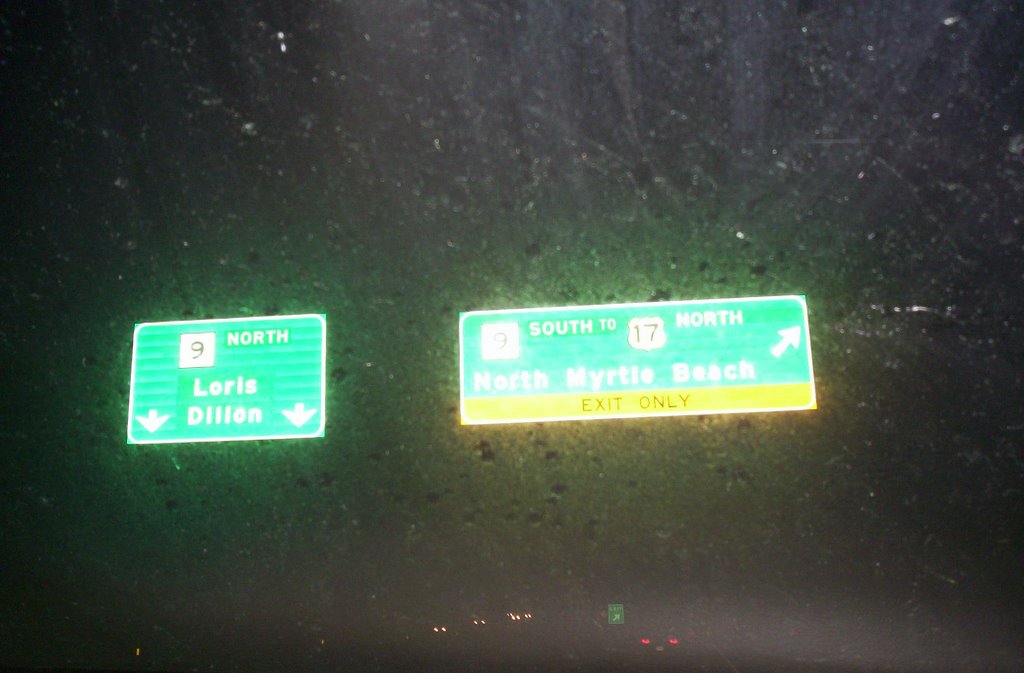 9 NORTH
Loris
Dillon
9 SOUTH TO 17 NORTH
North Myrtle Beach
EXIT ONLY